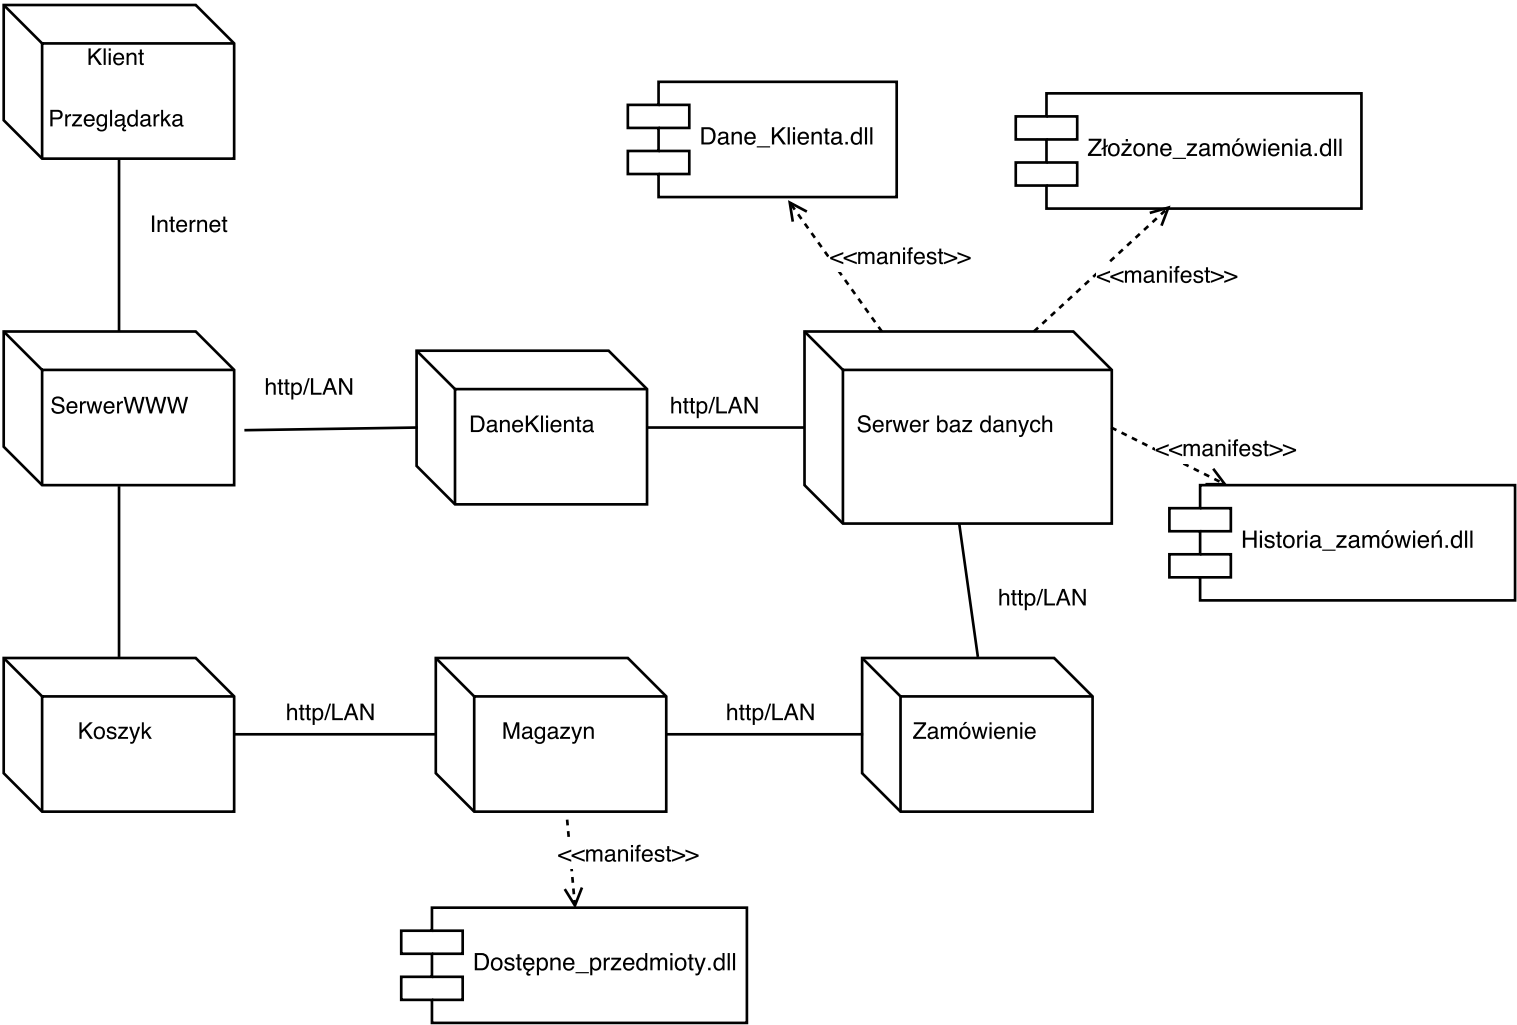 Klient
Przeglądarka
Dane_Klienta.dll
Złożone_zamówienia.dll
Internet
<<manifest>>
<<manifest>>
http/LAN
SerwerWWW
http/LAN
DaneKlienta
Serwer baz danych
<<manifest>>
Historia_zamówień.dll
http/LAN
http/LAN
http/LAN
Koszyk
Magazyn
Zamówienie
<<manifest>>
Dostępne_przedmioty.dll